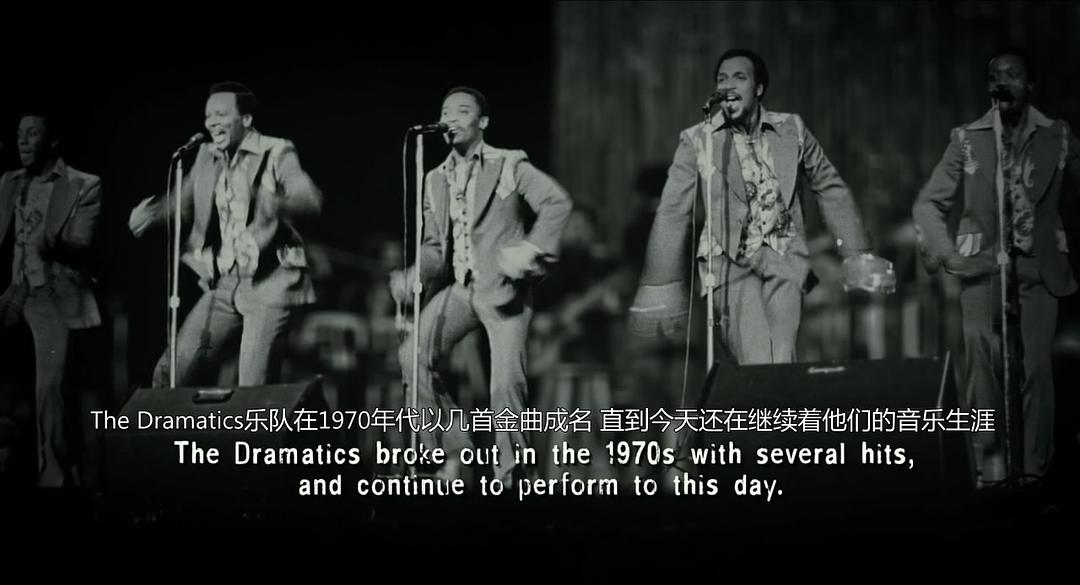 The Dramatics乐队在1970年代以几首金曲成名 直到今天还在继续着他们的音乐生涯
The Dramatics broke out in the 1970s with several hits,
and continue to perform to this day.